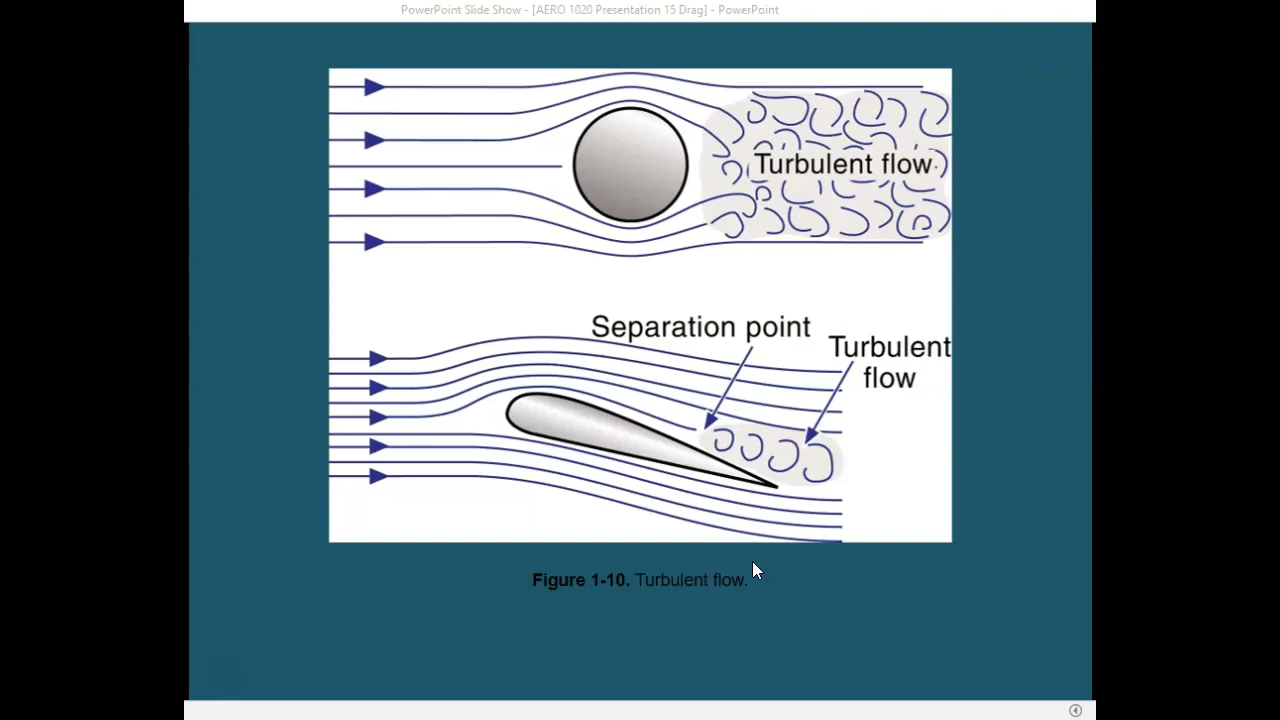 PowerPoint Slide Show - [AERO 1020 Presentation 15 Drag] - PowerPoint
Turbulent flow
Separation point
Turbulent
flow
Figure 1-10. Turbulent flow.